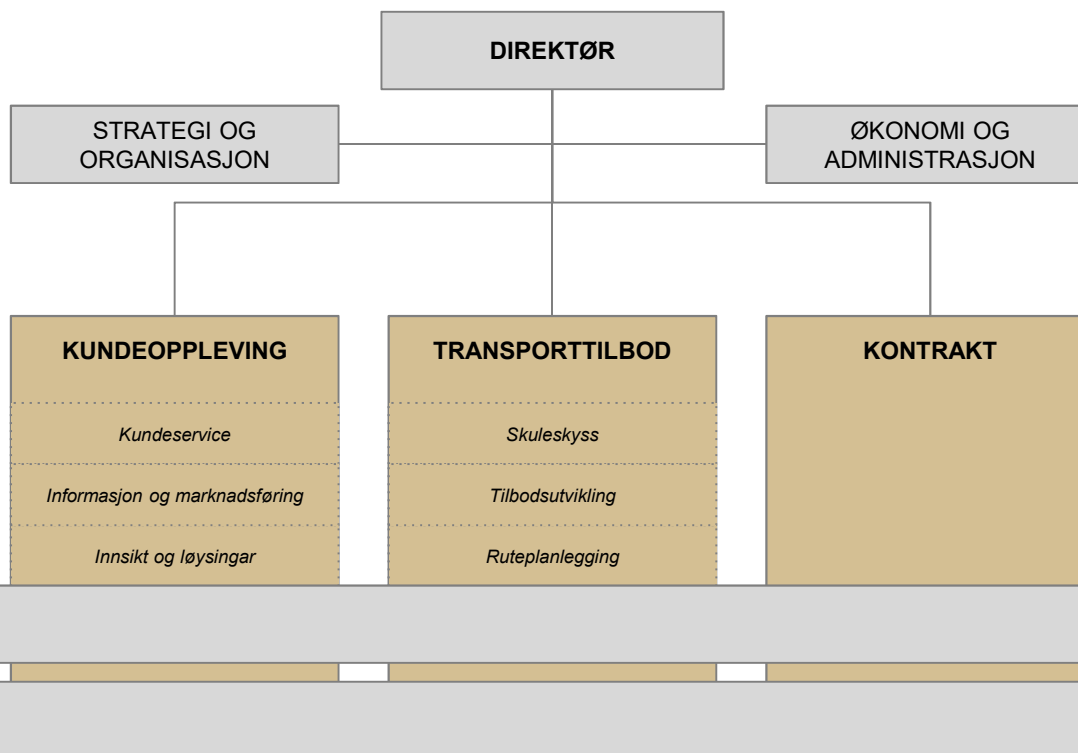 DIREKTØR
STRATEGI OG
ORGANISASJON
ØKONOMI OG
ADMINISTRASJON
KUNDEOPPLEVING
Kundeservice
Informasjon og marknadsføring
Innsikt og løysingar
TRANSPORTTILBOD
Skuleskyss
Tilbodsutvikling
Ruteplanlegging
KONTRAKT